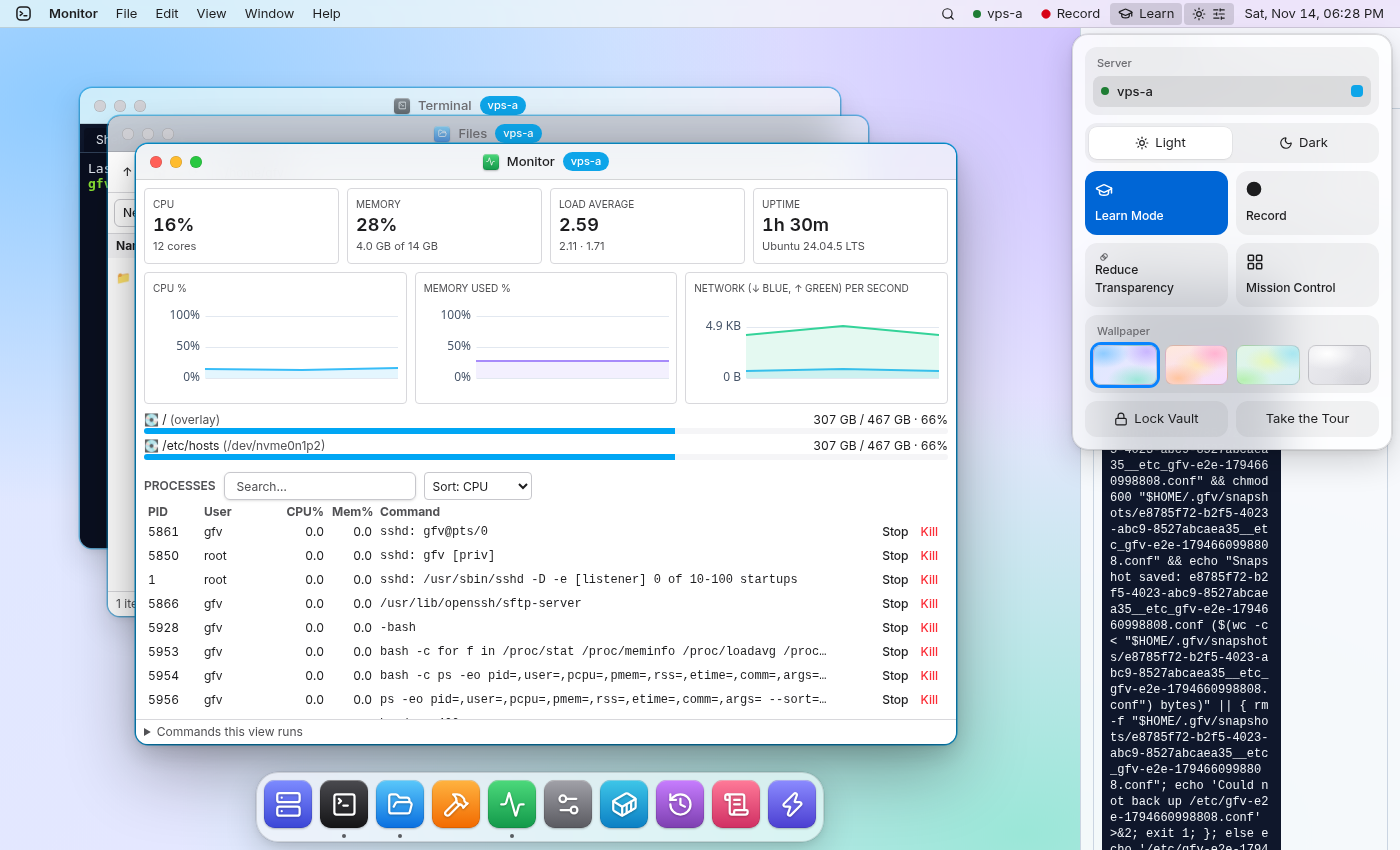 Monitor File Edit View Window Help
vps-a Record Learn Sat, Nov 14, 06:28 PM
Terminal vps-a
Files vps-a
Monitor vps-a
CPU
16%
12 cores
MEMORY
28%
4.0 GB of 14 GB
LOAD AVERAGE
2.59
2.11 · 1.71
UPTIME
1h 30m
Ubuntu 24.04.5 LTS
CPU %
100%
50%
0%
MEMORY USED %
100%
50%
0%
NETWORK (↓ BLUE, ↑ GREEN) PER SECOND
4.9 KB
0 B
/ (overlay) 307 GB / 467 GB · 66%
/etc/hosts (/dev/nvme0n1p2) 307 GB / 467 GB · 66%
PROCESSES Search... Sort: CPU
PID User CPU% Mem% Command
5861 gfv 0.0 0.0 sshd: gfv@pts/0 Stop Kill
5850 root 0.0 0.0 sshd: gfv [priv] Stop Kill
1 root 0.0 0.0 sshd: /usr/sbin/sshd -D -e [listener] 0 of 10-100 startups Stop Kill
5866 gfv 0.0 0.0 /usr/lib/openssh/sftp-server Stop Kill
5928 gfv 0.0 0.0 -bash Stop Kill
5953 gfv 0.0 0.0 bash -c for f in /proc/stat /proc/meminfo /proc/loadavg /proc… Stop Kill
5954 gfv 0.0 0.0 bash -c ps -eo pid=,user=,pcpu=,pmem=,rss=,etime=,comm=,args=… Stop Kill
5956 gfv 0.0 0.0 ps -eo pid=,user=,pcpu=,pmem=,rss=,etime=,comm=,args= --sort=… Stop Kill
Commands this view runs
Server
vps-a
Light Dark
Learn Mode
Record
Reduce
Transparency
Mission Control
Wallpaper
Lock Vault
Take the Tour
35__etc_gfv-e2e-179466
0998808.conf" && chmod
600 "$HOME/.gfv/snapsh
ots/e8785f72-b2f5-4023
-abc9-8527abcaea35__et
c_gfv-e2e-179466099880
8.conf" && echo "Snaps
hot saved: e8785f72-b2
f5-4023-abc9-8527abcae
a35__etc_gfv-e2e-17946
60998808.conf ($(wc -c
< "$HOME/.gfv/snapshot
s/e8785f72-b2f5-4023-a
bc9-8527abcaea35__etc_
gfv-e2e-1794660998808.
conf") bytes)" || { rm
-f "$HOME/.gfv/snapsho
ts/e8785f72-b2f5-4023-
abc9-8527abcaea35__etc
_gfv-e2e-1794660998808
8.conf"; echo 'Could n
ot back up /etc/gfv-e2
e-1794660998808.conf'
>&2; exit 1; }; else e